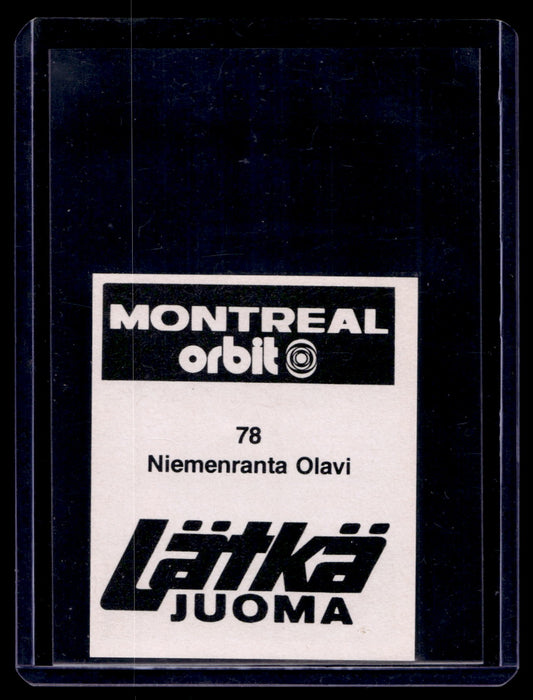 MONTREAL
orbit
78
Niemenranta Olavi
Lätkä
JUOMA